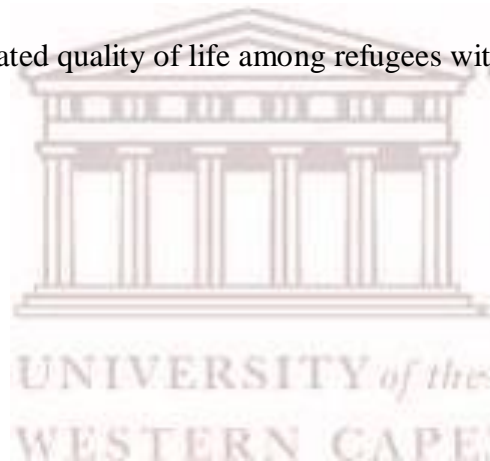 ated quality of life among refugees wit
UNIVERSITY of the
WESTERN CAPE